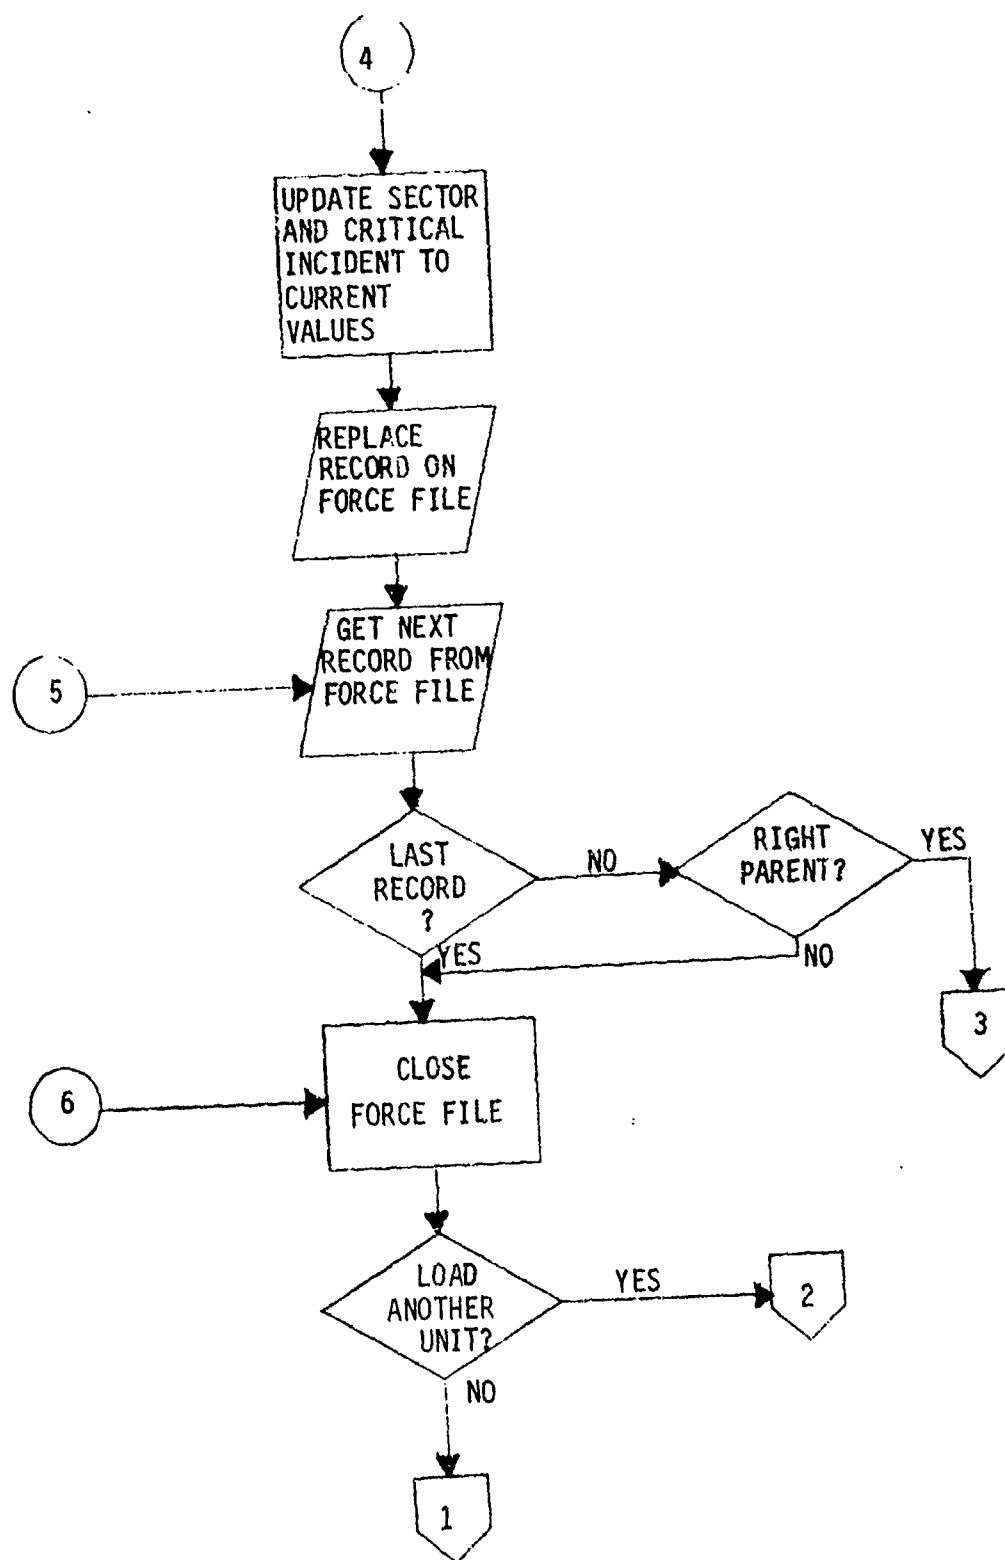 4
UPDATE SECTOR
AND CRITICAL
INCIDENT TO
CURRENT
VALUES
REPLACE
RECORD ON
FORCE FILE
GET NEXT
RECORD FROM
FORCE FILE
5
LAST
RECORD
?
NO
RIGHT
PARENT?
YES
YES
NO
3
CLOSE
FORCE FILE
6
LOAD
ANOTHER
UNIT?
YES
2
NO
1